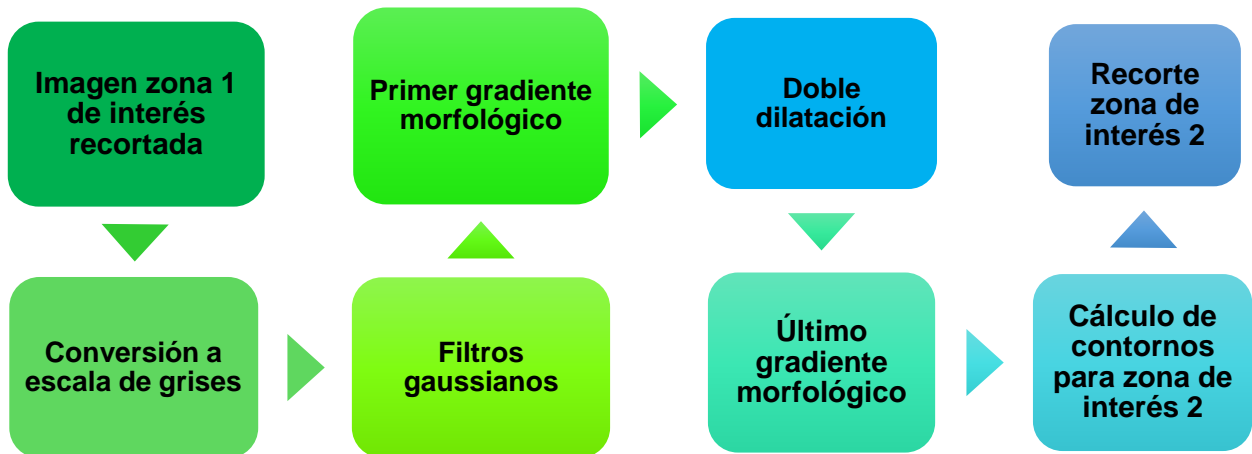 Imagen zona 1
de interés
recortada
Conversión a
escala de grises
Filtros
gaussianos
Primer gradiente
morfológico
Doble
dilatación
Último
gradiente
morfológico
Cálculo de
contornos
para zona de
interés 2
Recorte
zona de
interés 2